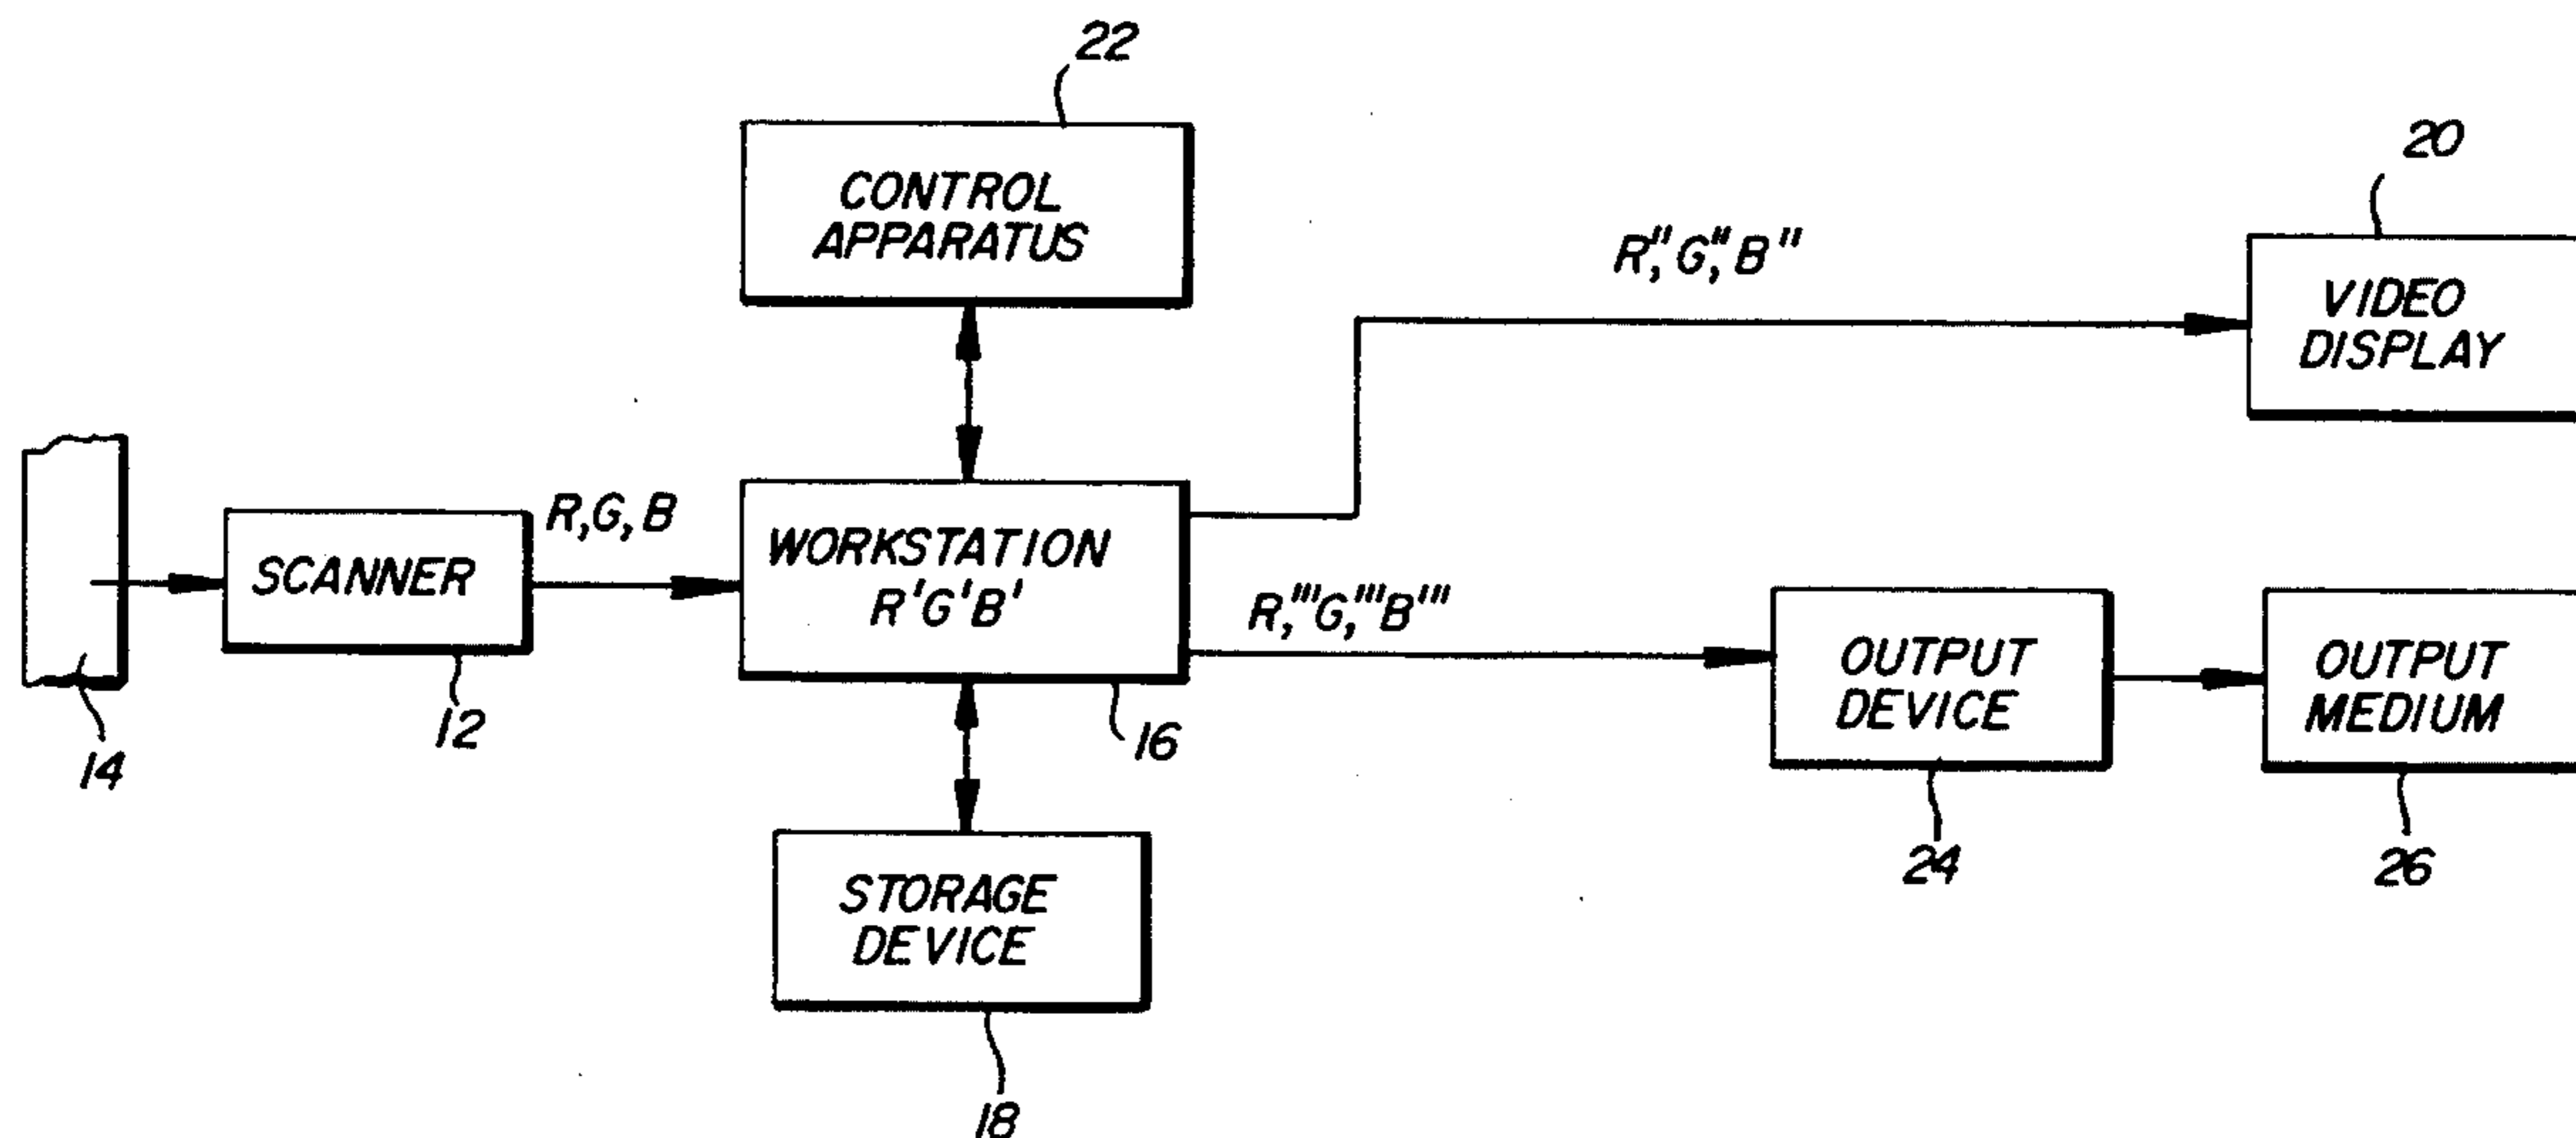 22
CONTROL
APPARATUS
20
R,"G,"B"
VIDEO
DISPLAY
R,G,B
SCANNER
12
14
WORKSTATION
R'G'B'
16
R,'''G,'''B'''
OUTPUT
DEVICE
24
OUTPUT
MEDIUM
26
STORAGE
DEVICE
18